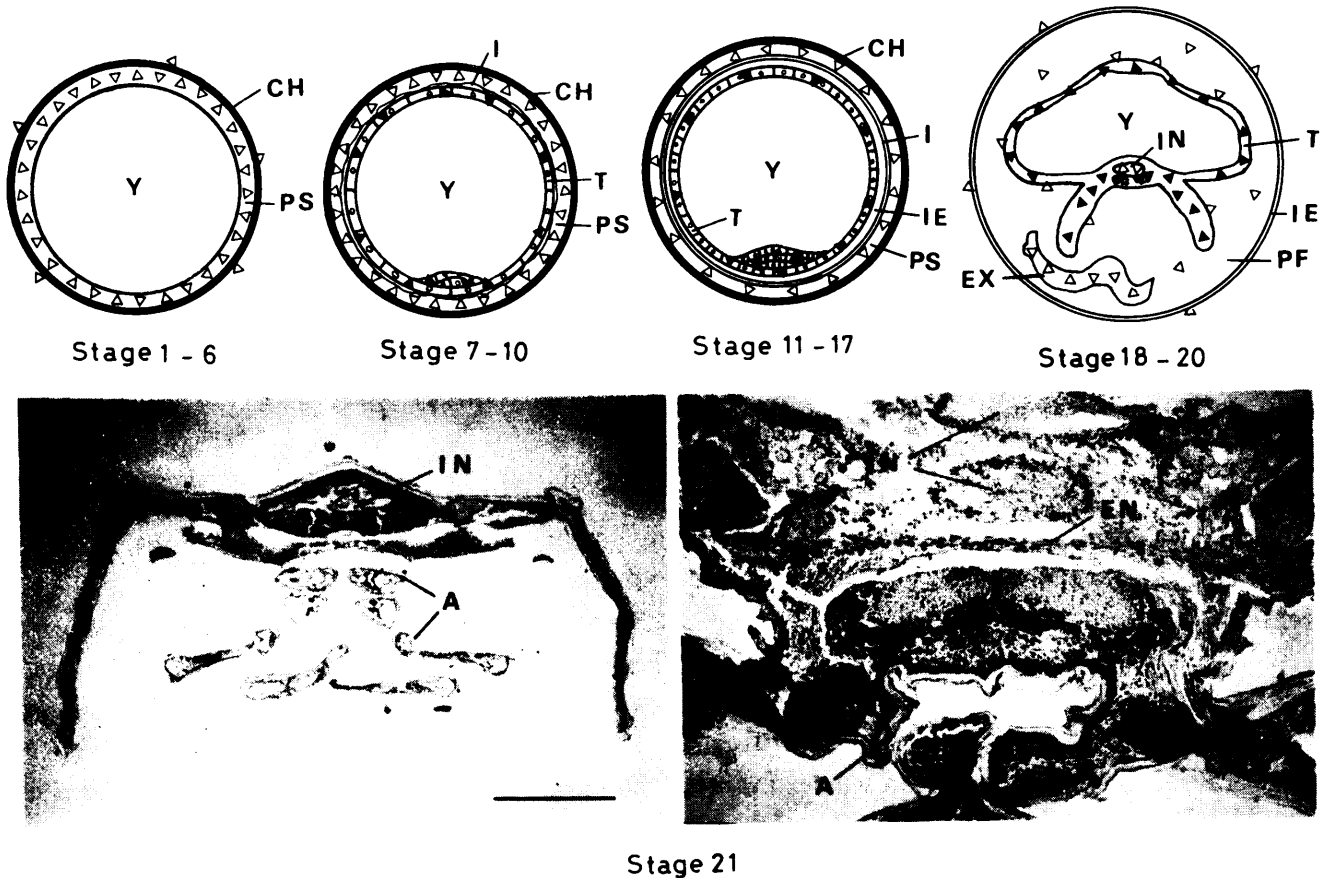 CH
Y
PS
Stage 1 - 6
I
CH
T
Y
PS
Stage 7 - 10
CH
I
Y
T
IE
PS
Stage 11 - 17
Y
IN
T
IE
PF
EX
Stage 18 - 20
IN
A
EN
A
Stage 21